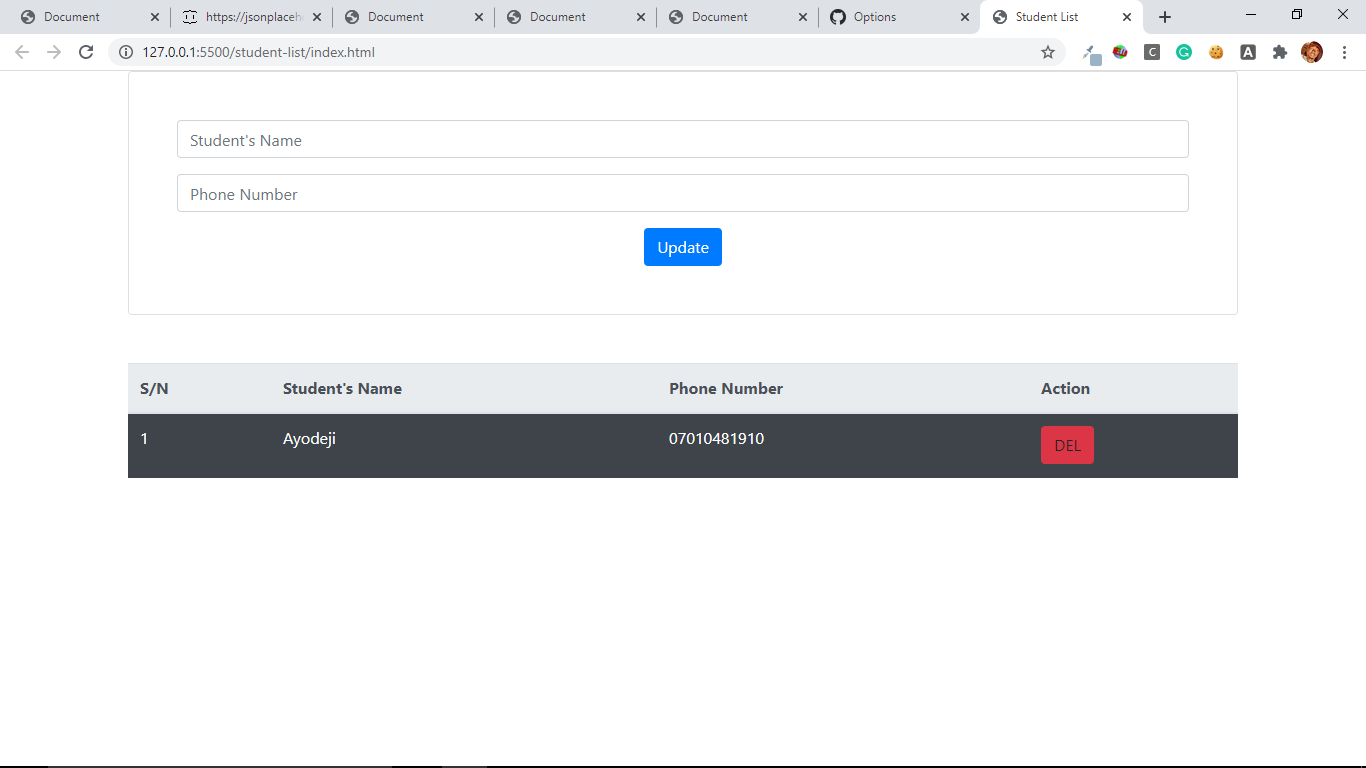 Document https://jsonplaceh Document Document Document Options Student List
127.0.0.1:5500/student-list/index.html
Student's Name
Phone Number
Update
S/N Student's Name Phone Number Action
1 Ayodeji 07010481910 DEL